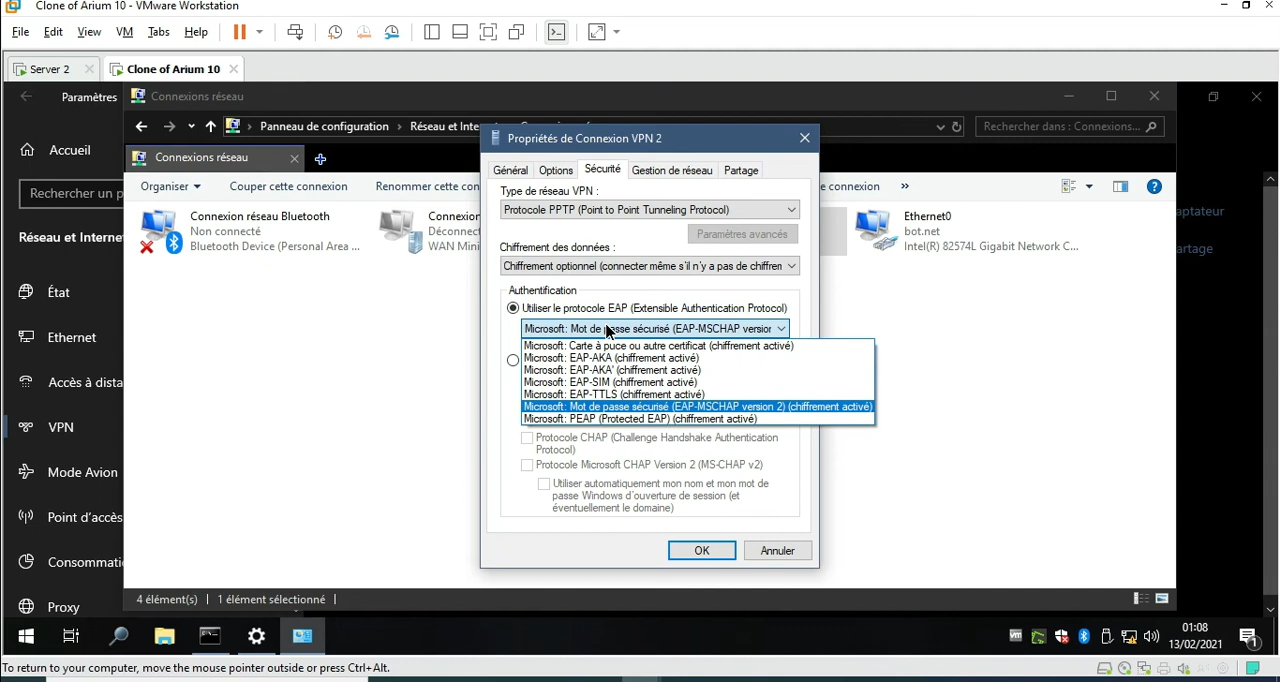 Clone of Arium 10 - VMware Workstation
File Edit View VM Tabs Help
Server 2 Clone of Arium 10
Paramètres Connexions réseau
Panneau de configuration Réseau et Inte
Rechercher dans : Connexions...
Propriétés de Connexion VPN 2
Accueil
Connexions réseau
Rechercher un p
Organiser Couper cette connexion Renommer cette con e connexion »
Réseau et Interne
Connexion réseau Bluetooth
Non connecté
Bluetooth Device (Personal Area ...
Connexion
Déconnec
WAN Mini
Ethernet0
bot.net
Intel(R) 82574L Gigabit Network C...
aptateur
artage
Général Options Sécurité Gestion de réseau Partage
Type de réseau VPN :
Protocole PPTP (Point to Point Tunneling Protocol)
Paramètres avancés
Chiffrement des données :
Chiffrement optionnel (connecter même s'il n'y a pas de chiffren
Authentification
Utiliser le protocole EAP (Extensible Authentication Protocol)
Microsoft: Mot de passe sécurisé (EAP-MSCHAP version
Microsoft: Carte à puce ou autre certificat (chiffrement activé)
Microsoft: EAP-AKA (chiffrement activé)
Microsoft: EAP-AKA' (chiffrement activé)
Microsoft: EAP-SIM (chiffrement activé)
Microsoft: EAP-TTLS (chiffrement activé)
Microsoft: Mot de passe sécurisé (EAP-MSCHAP version 2) (chiffrement activé)
Microsoft: PEAP (Protected EAP) (chiffrement activé)
Protocole CHAP (Challenge Handshake Authentication
Protocol)
Protocole Microsoft CHAP Version 2 (MS-CHAP v2)
Utiliser automatiquement mon nom et mon mot de
passe Windows d'ouverture de session (et
éventuellement le domaine)
OK Annuler
État
Ethernet
Accès à dista
VPN
Mode Avion
Point d'accès
Consommati
Proxy
4 élément(s) 1 élément sélectionné
vm
01:08
13/02/2021
1
To return to your computer, move the mouse pointer outside or press Ctrl+Alt.